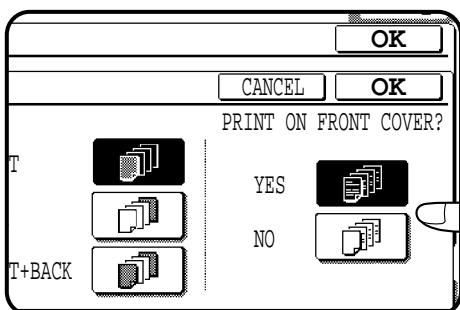 OK
CANCEL OK
PRINT ON FRONT COVER?
T
YES
NO
T+BACK